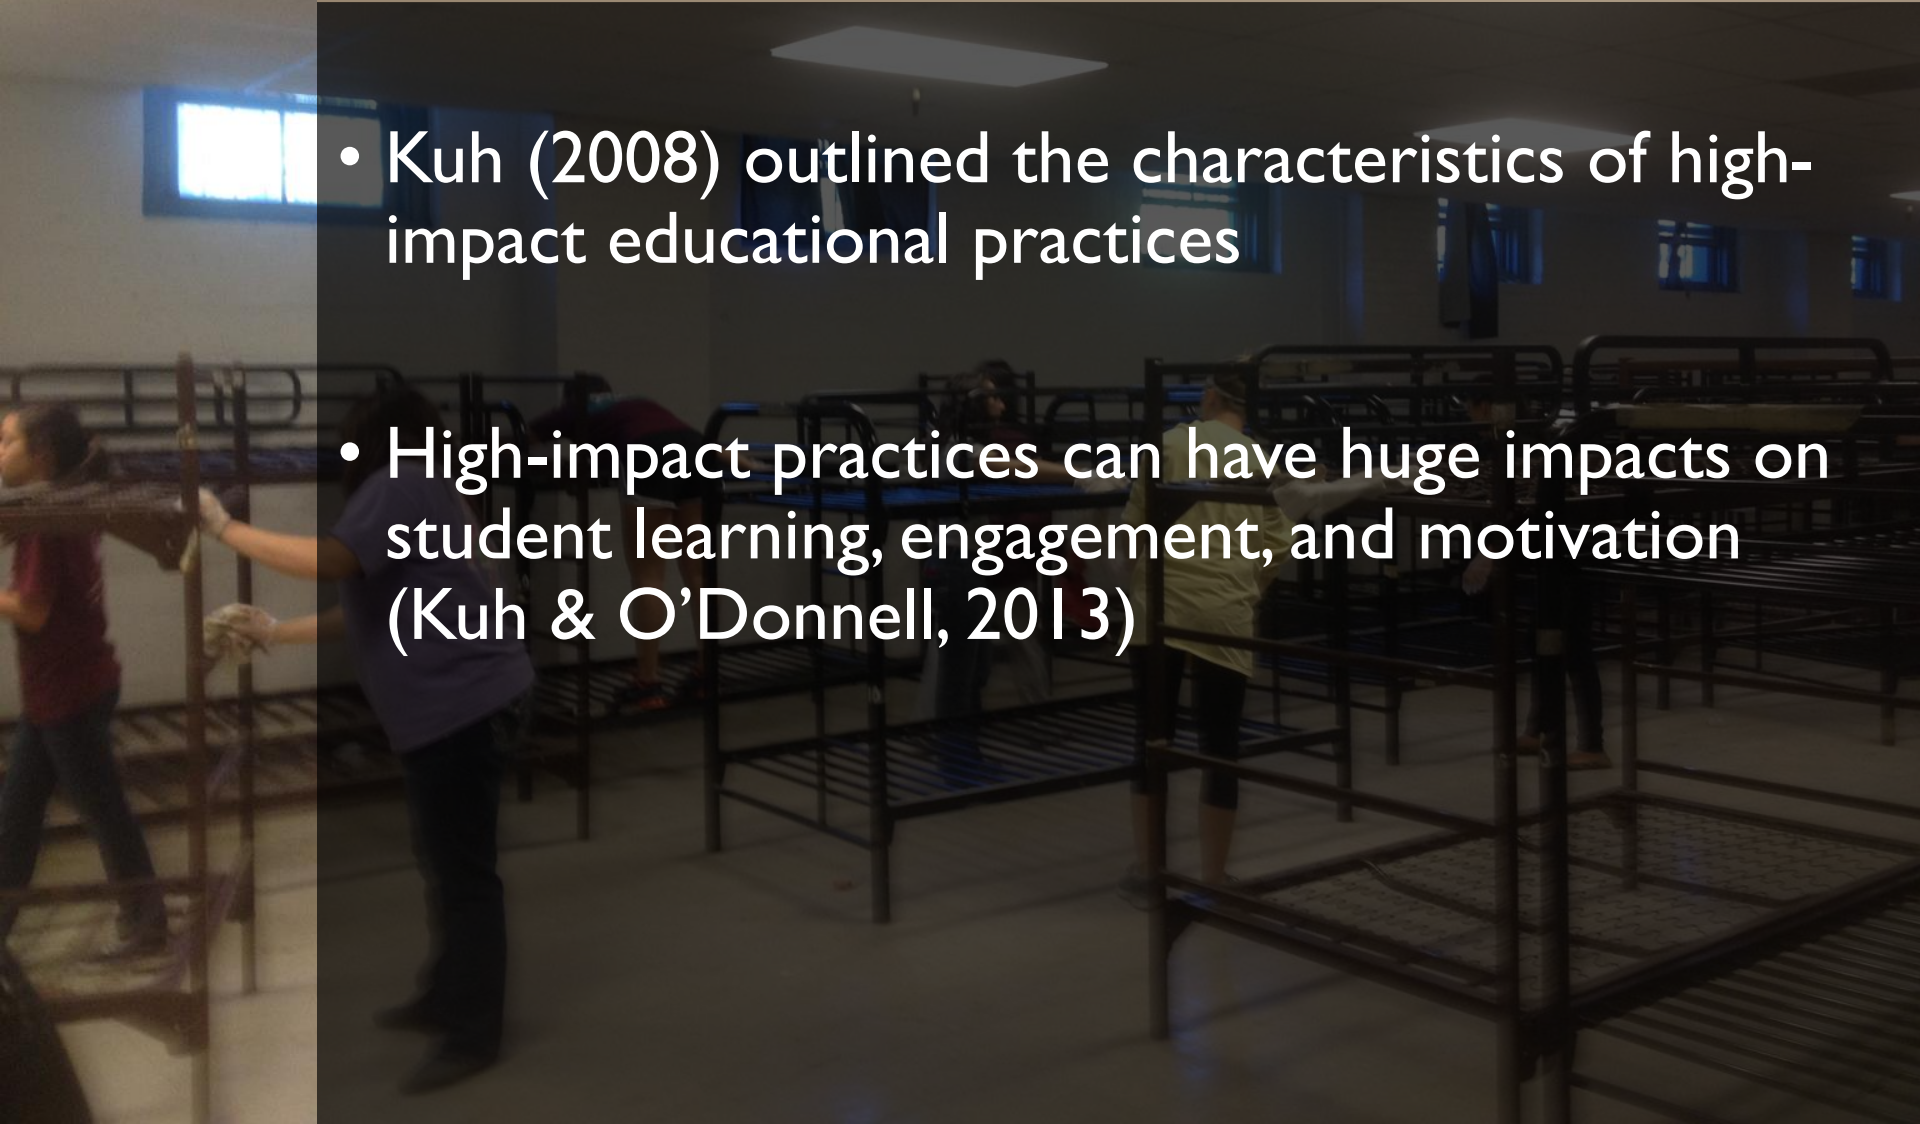 • Kuh (2008) outlined the characteristics of high-
impact educational practices
• High-impact practices can have huge impacts on
student learning, engagement, and motivation
(Kuh & O’Donnell, 2013)